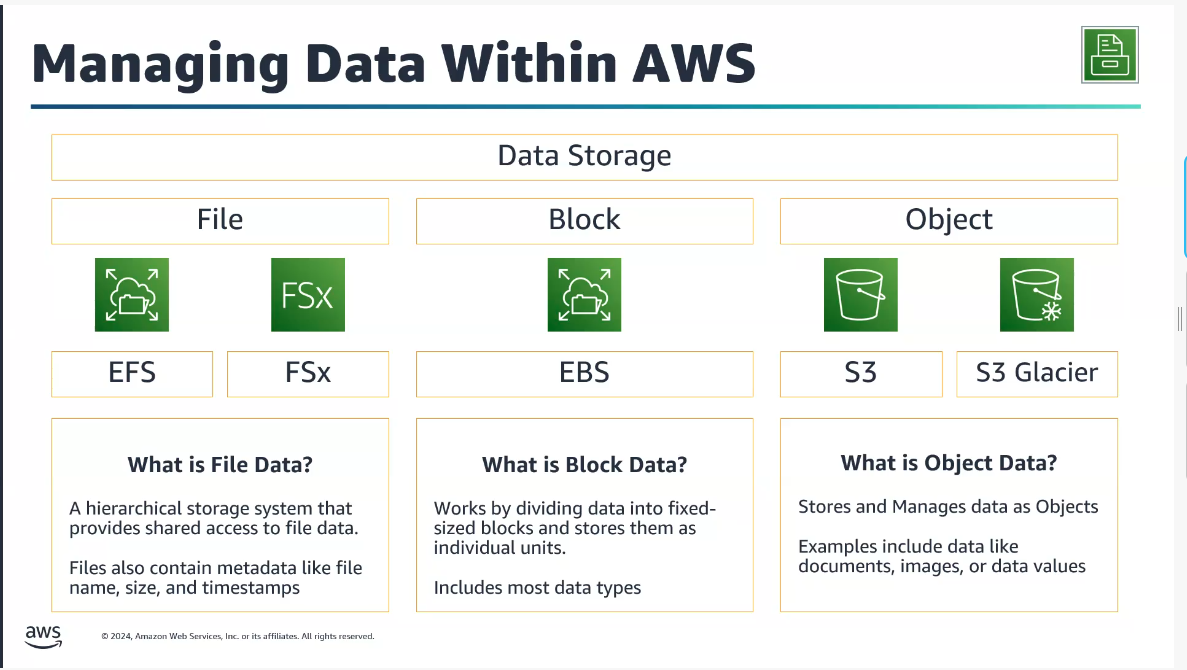 Managing Data Within AWS
Data Storage
File
Block
Object
FSx
EFS
FSx
EBS
S3
S3 Glacier
What is File Data?
A hierarchical storage system that
provides shared access to file data.
Files also contain metadata like file
name, size, and timestamps
What is Block Data?
Works by dividing data into fixed-
sized blocks and stores them as
individual units.
Includes most data types
What is Object Data?
Stores and Manages data as Objects
Examples include data like
documents, images, or data values
aws
© 2024, Amazon Web Services, Inc. or its affiliates. All rights reserved.